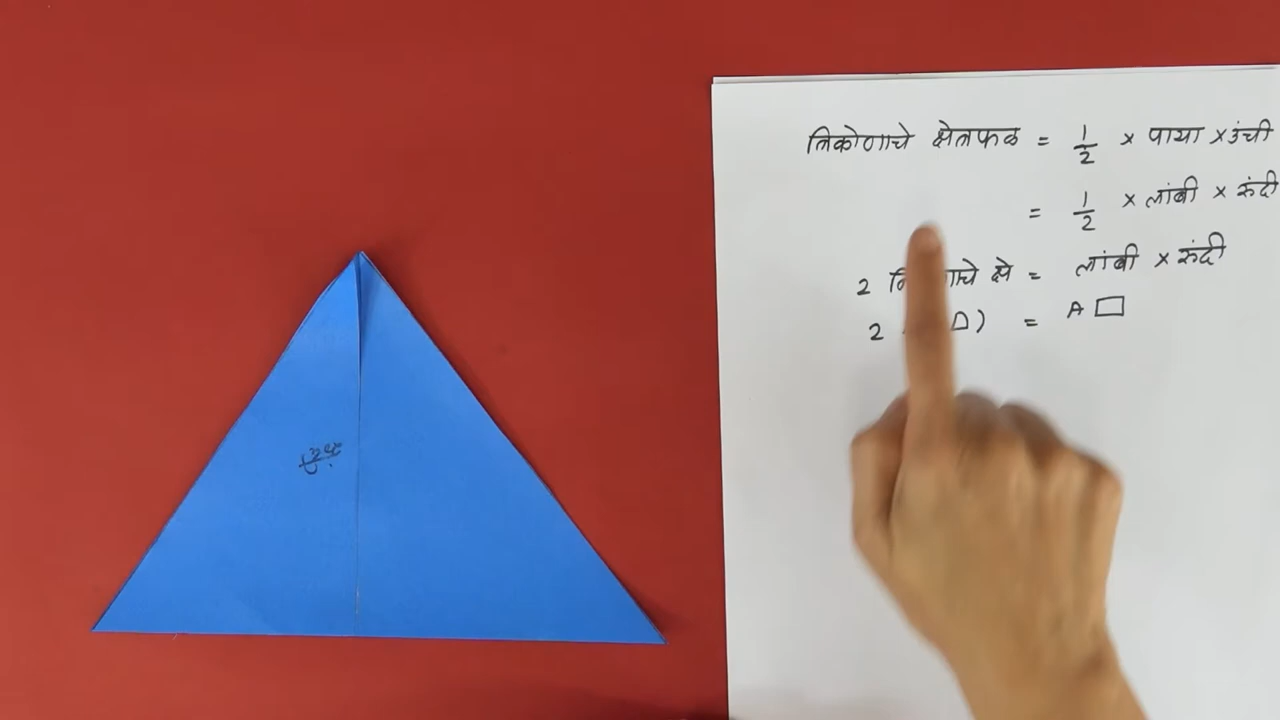 त्रिकोणाचे क्षेत्रफळ = 1/2 × पाया × उंची
= 1/2 × लांबी × रुंदी
2 क्षे = लांबी × रुंदी
2 Δ) = A □